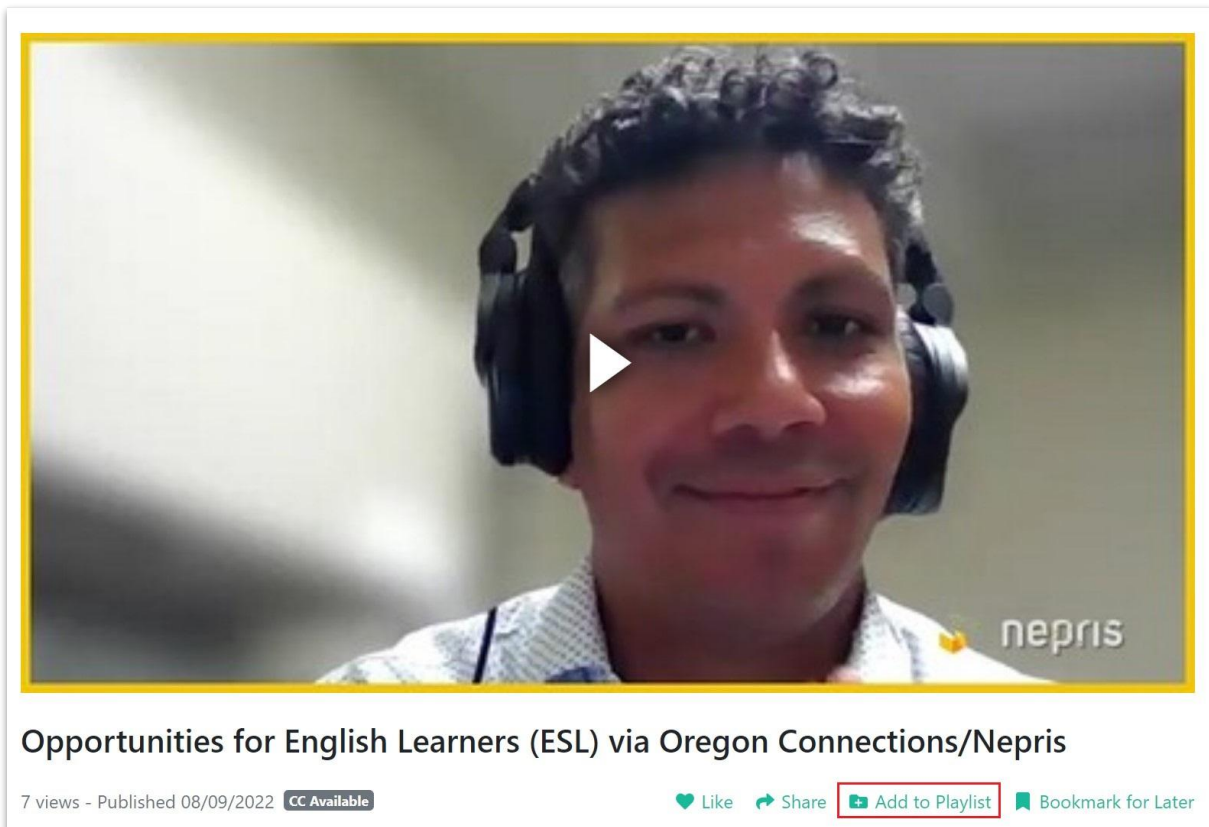 nepris
Opportunities for English Learners (ESL) via Oregon Connections/Nepris
7 views - Published 08/09/2022 CC Available Like Share Add to Playlist Bookmark for Later